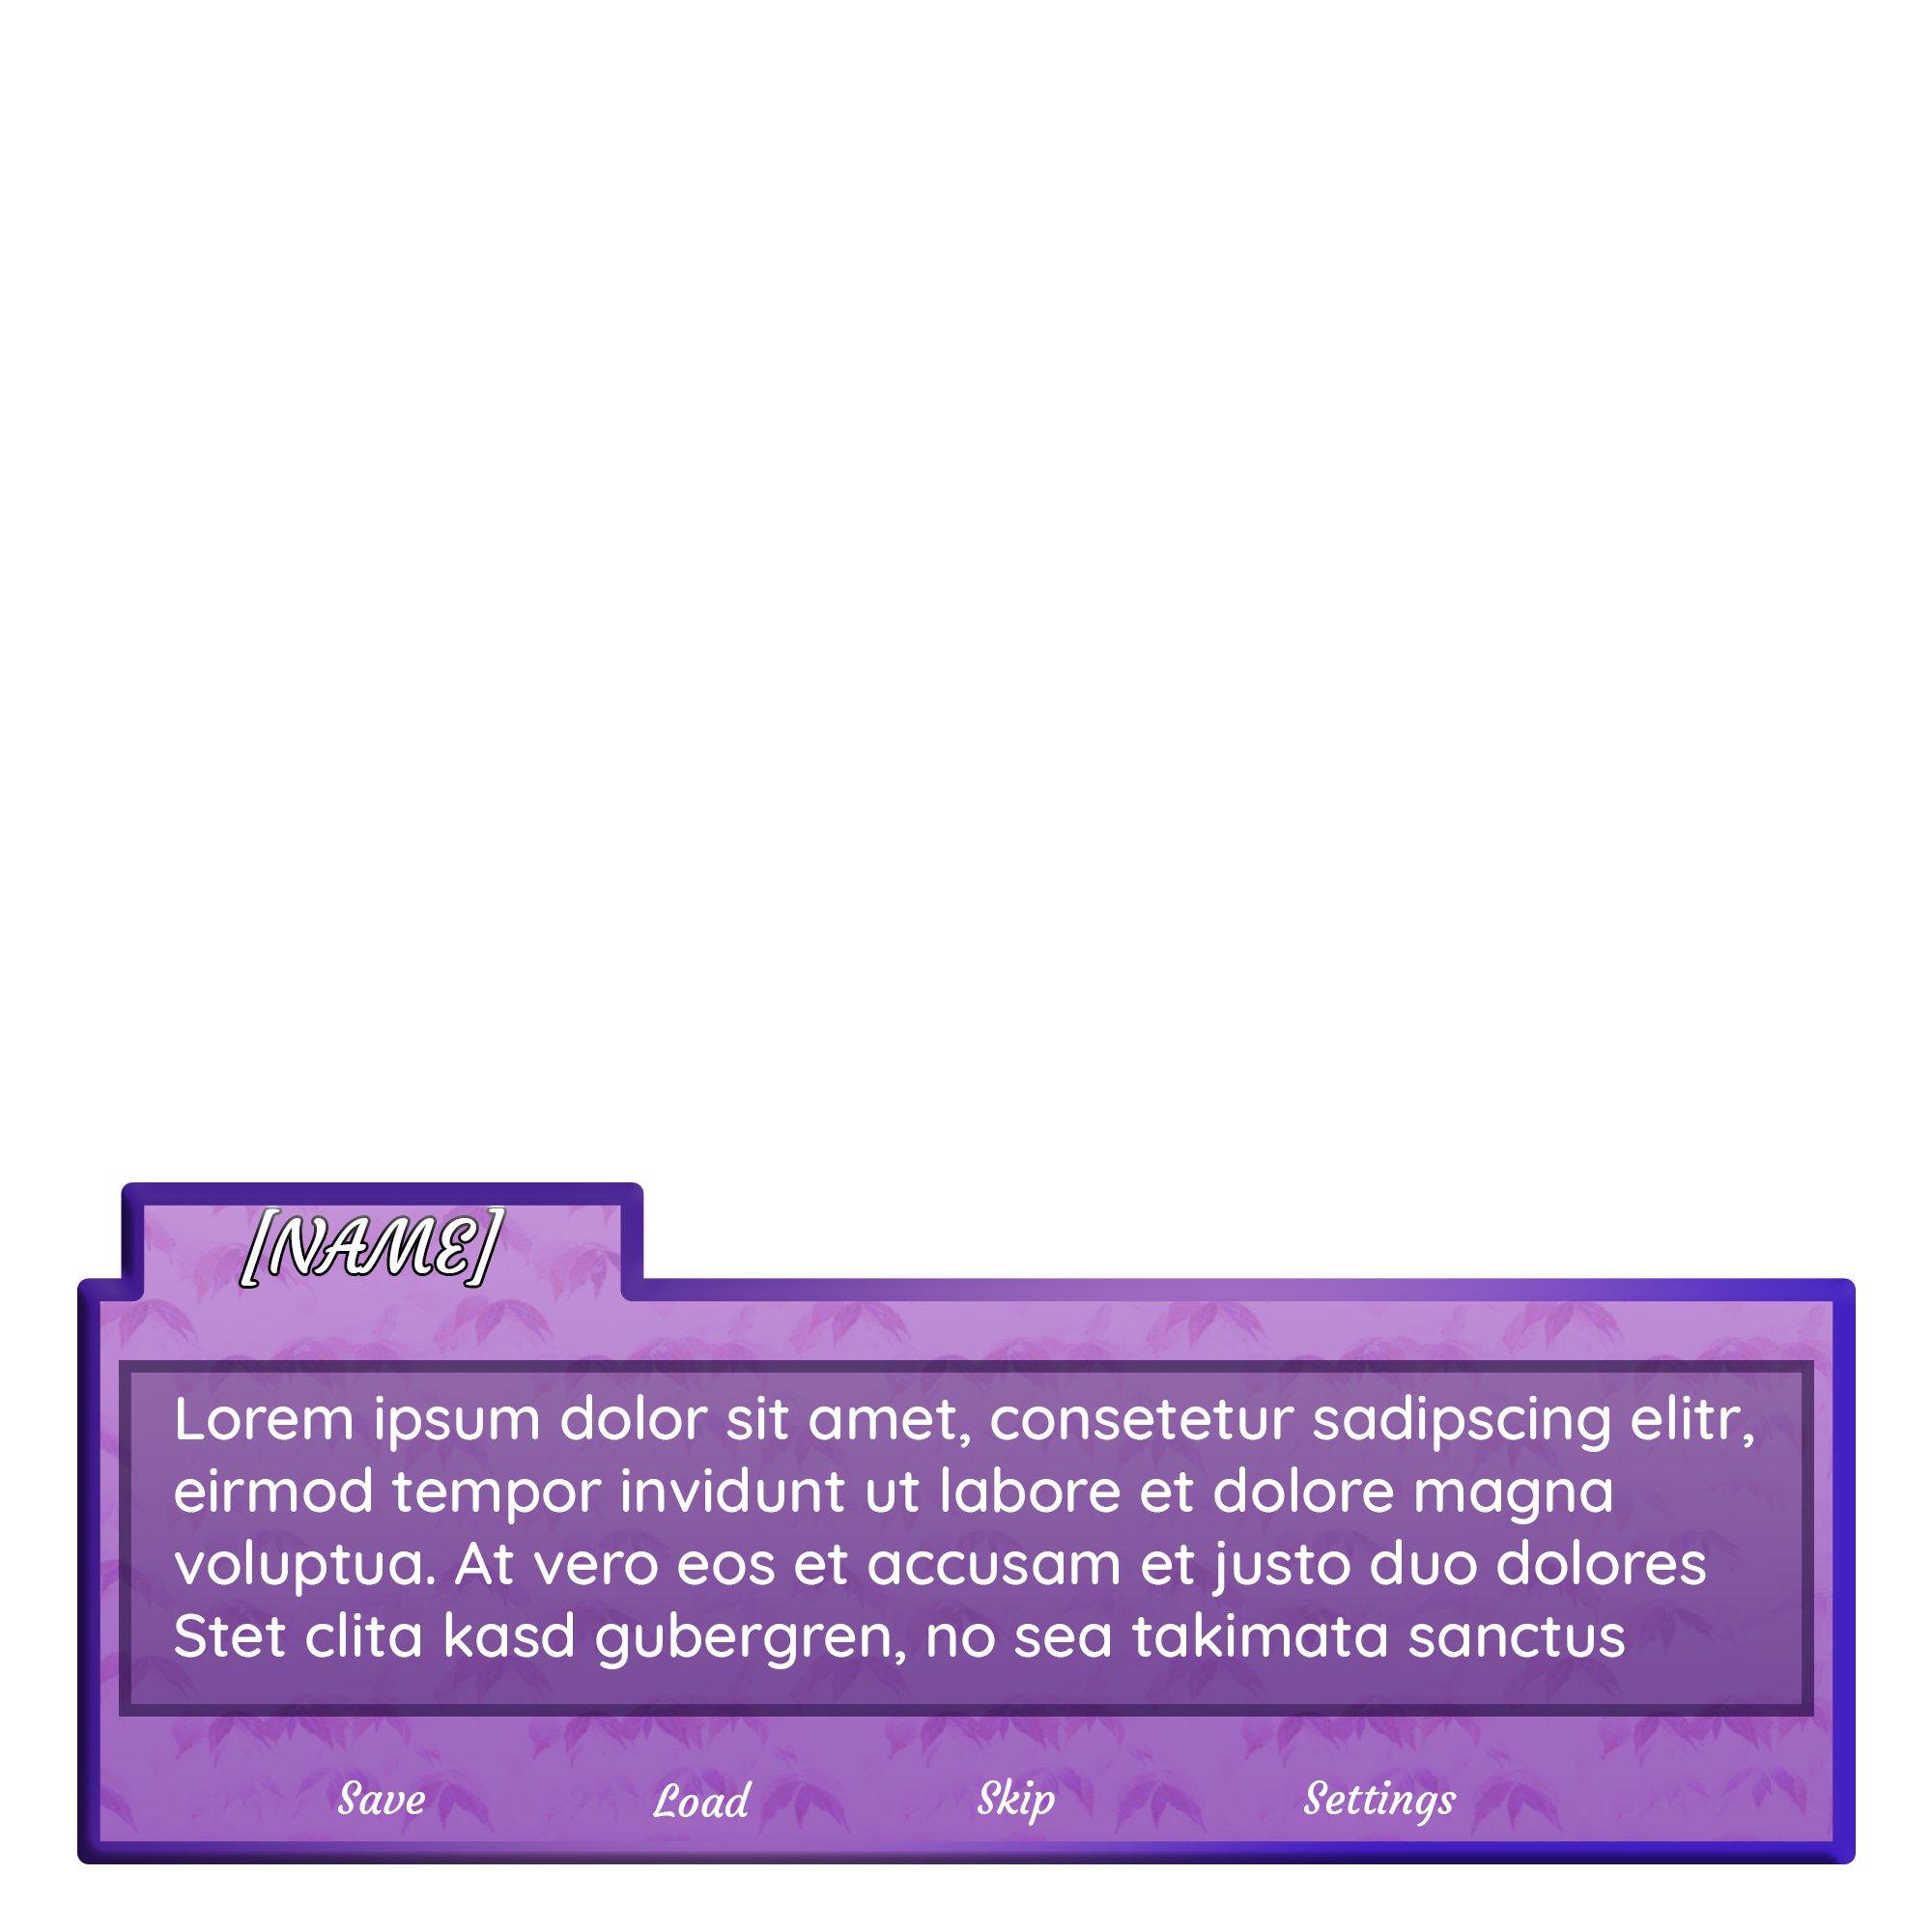 [NAME]
Lorem ipsum dolor sit amet, consetetur sadipscing elitr,
eirmod tempor invidunt ut labore et dolore magna
voluptua. At vero eos et accusam et justo duo dolores
Stet clita kasd gubergren, no sea takimata sanctus
Save Load Skip Settings